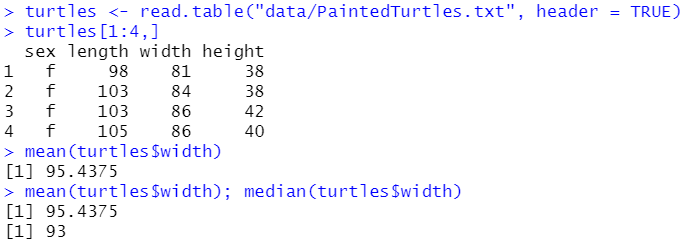 > turtles <- read.table("data/PaintedTurtles.txt", header = TRUE)
> turtles[1:4,]
  sex length width height
1   f     98    81     38
2   f    103    84     38
3   f    103    86     42
4   f    105    86     40
> mean(turtles$width)
[1] 95.4375
> mean(turtles$width); median(turtles$width)
[1] 95.4375
[1] 93